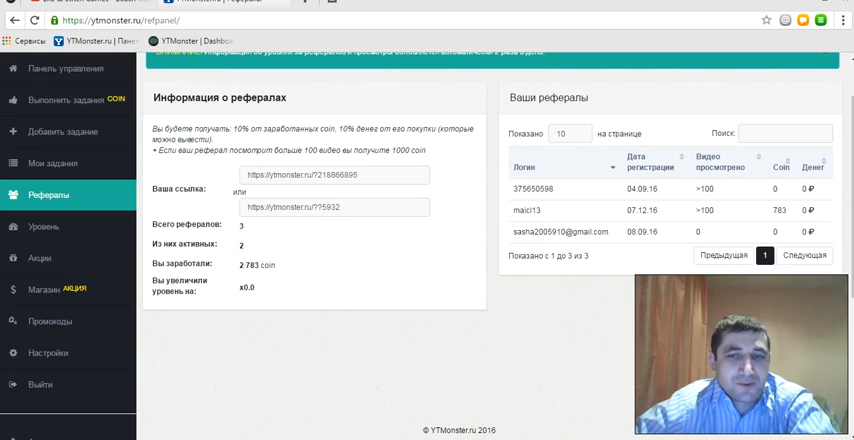 https://ytmonster.ru/refpanel/
Сервисы
YTMonster.ru | Пане
YTMonster | Dashbo
Панель управления
Выполнить задания COIN
Добавить задание
Мои задания
Рефералы
Уровень
Акции
Магазин АКЦИЯ
Промокоды
Настройки
Выйти
Информация о рефералах
Вы будете получать: 10% от заработанных coin, 10% денег от его покупки (которые
можно вывести).
+ Если ваш реферал посмотрит больше 100 видео вы получите 1000 coin
Ваша ссылка:
https://ytmonster.ru/?218866895
или
https://ytmonster.ru/??5932
Всего рефералов: 3
Из них активных: 2
Вы заработали: 2 783 coin
Вы увеличили
уровень на: x0.0
Ваши рефералы
Показано 10 на странице Поиск:
Логин Дата регистрации Видео просмотрено Coin Денег
375650598 04.09.16 >100 0 0 ₽
maicl13 07.12.16 >100 783 0 ₽
sasha2005910@gmail.com 08.09.16 0 0 0 ₽
Показано с 1 до 3 из 3 Предыдущая 1 Следующая
© YTMonster.ru 2016